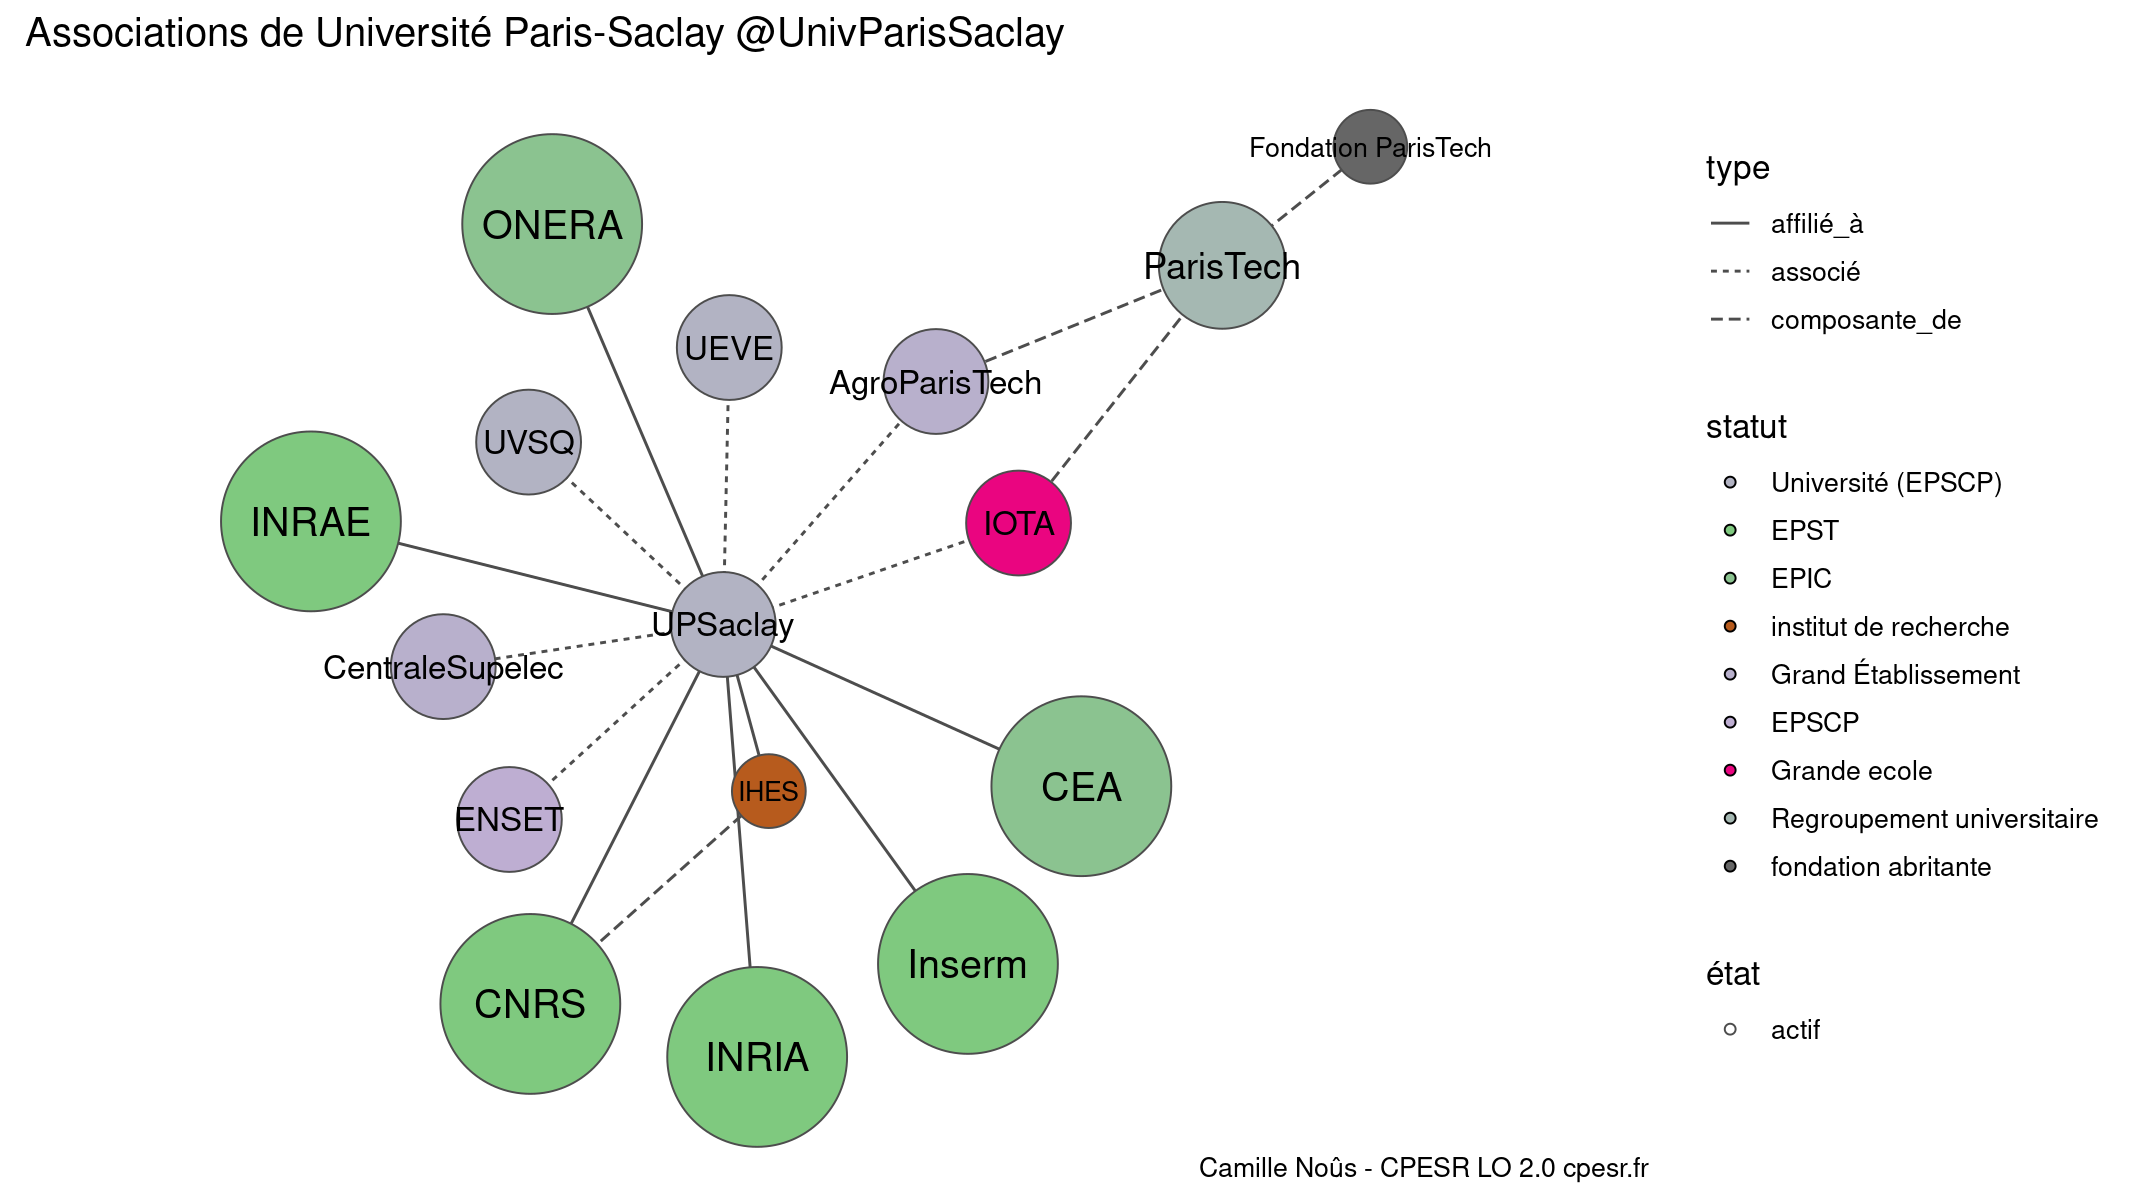 Associations de Université Paris-Saclay @UnivParisSaclay
Fondation ParisTech
ONERA
ParisTech
UEVE
AgroParisTech
UVSQ
INRAE
IOTA
UPSaclay
CentraleSupelec
CEA
IHES
ENSET
Inserm
CNRS
INRIA
type
affilié_à
associé
composante_de
statut
Université (EPSCP)
EPST
EPIC
institut de recherche
Grand Établissement
EPSCP
Grande ecole
Regroupement universitaire
fondation abritante
état
actif
Camille Noûs - CPESR LO 2.0 cpesr.fr